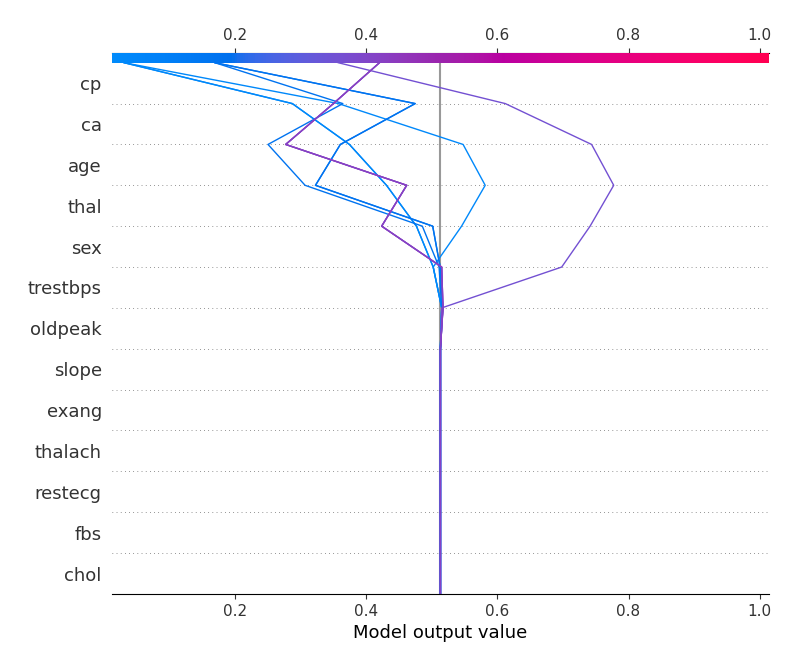 0.2 0.4 0.6 0.8 1.0
cp
ca
age
thal
sex
trestbps
oldpeak
slope
exang
thalach
restecg
fbs
chol
0.2 0.4 0.6 0.8 1.0
Model output value